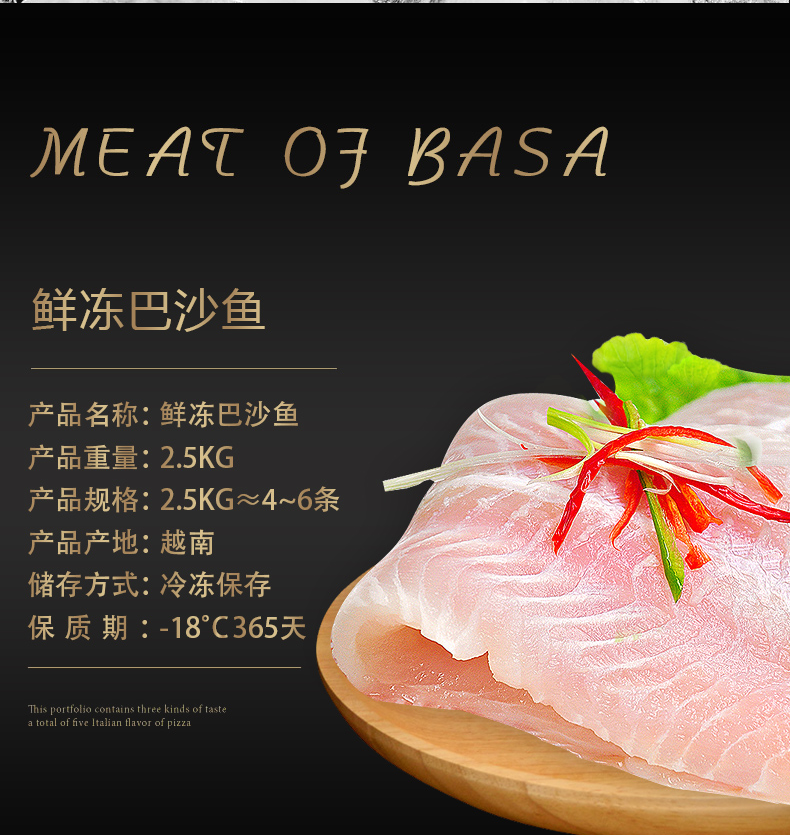 MEAT OF BASA
鲜冻巴沙鱼
产品名称：鲜冻巴沙鱼
产品重量：2.5KG
产品规格：2.5KG≈4~6条
产品产地：越南
储存方式：冷冻保存
保 质 期 ：-18°C 365天
This portfolio contains three kinds of taste
a total of five Italian flavor of pizza